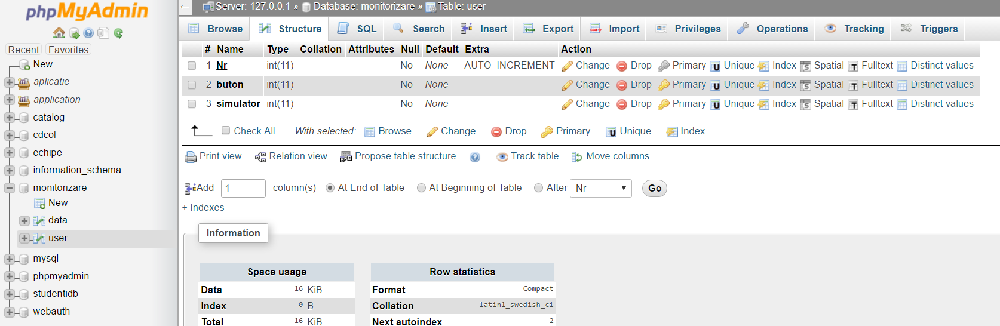 phpMyAdmin
Recent Favorites
New
aplicatie
application
catalog
cdcol
echipe
information_schema
monitorizare
New
data
user
mysql
phpmyadmin
studentidb
webauth
← Server: 127.0.0.1 » Database: monitorizare » Table: user
Browse Structure SQL Search Insert Export Import Privileges Operations Tracking Triggers
# Name Type Collation Attributes Null Default Extra Action
1 Nr int(11) No None AUTO_INCREMENT Change Drop Primary Unique Index Spatial Fulltext Distinct values
2 buton int(11) No None Change Drop Primary Unique Index Spatial Fulltext Distinct values
3 simulator int(11) No None Change Drop Primary Unique Index Spatial Fulltext Distinct values
Check All With selected: Browse Change Drop Primary Unique Index
Print view Relation view Propose table structure Track table Move columns
Add 1 column(s) At End of Table At Beginning of Table After Nr Go
+ Indexes
Information
Space usage
Data 16 KiB
Index 0 B
Total 16 KiB
Row statistics
Format Compact
Collation latin1_swedish_ci
Next autoindex 2